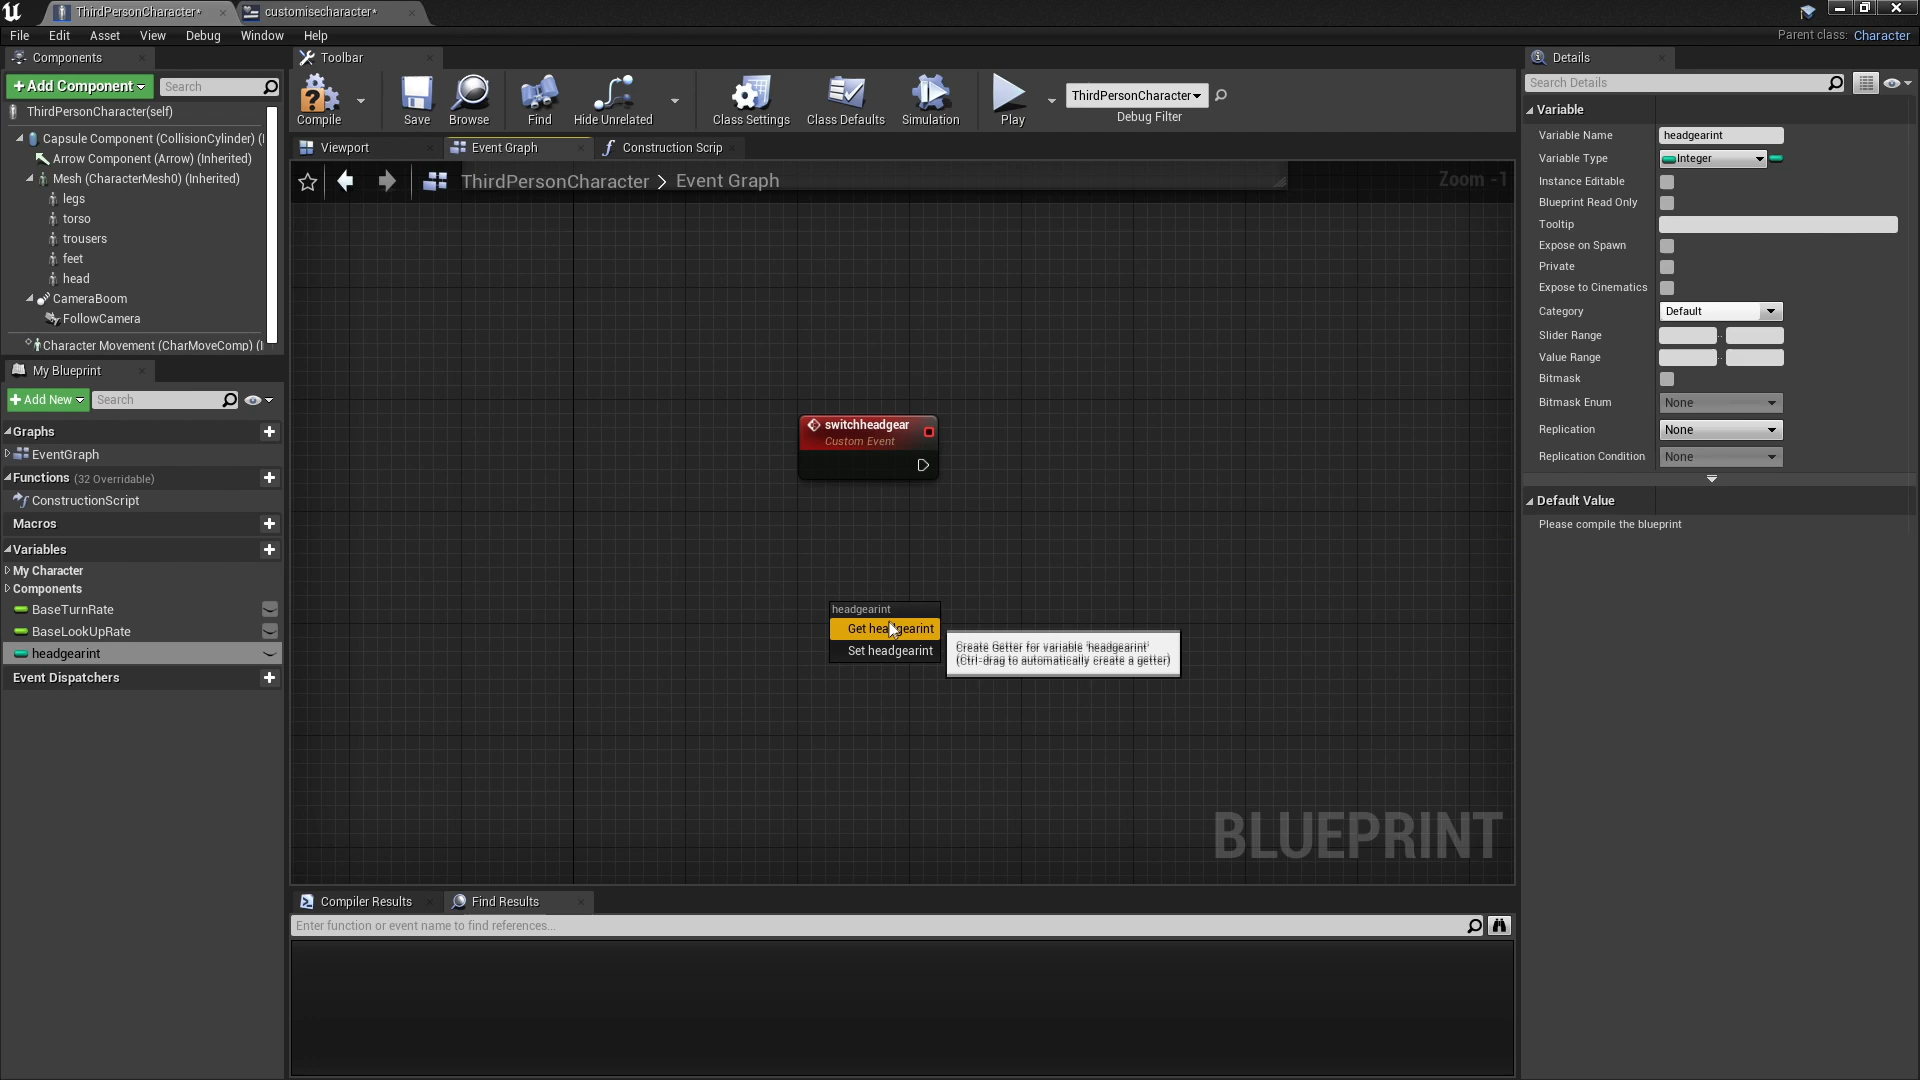 ThirdPersonCharacter*
customisecharacter*
File Edit Asset View Debug Window Help
Parent class: Character
Components
+Add Component
Search
ThirdPersonCharacter(self)
Capsule Component (CollisionCylinder) (I
Arrow Component (Arrow) (Inherited)
Mesh (CharacterMesh0) (Inherited)
legs
torso
trousers
feet
head
CameraBoom
FollowCamera
Character Movement (CharMoveComp) (I
My Blueprint
+Add New
Search
Graphs
EventGraph
Functions (32 Overridable)
ConstructionScript
Macros
Variables
My Character
Components
BaseTurnRate
BaseLookUpRate
headgearint
Event Dispatchers
Toolbar
Compile
Save
Browse
Find
Hide Unrelated
Class Settings
Class Defaults
Simulation
Play
ThirdPersonCharacter
Debug Filter
Viewport
Event Graph
Construction Scrip
ThirdPersonCharacter > Event Graph
Zoom -1
switchheadgear
Custom Event
headgearint
Get headgearint
Set headgearint
Create Getter for variable 'headgearint'
(Ctrl-drag to automatically create a getter)
BLUEPRINT
Compiler Results
Find Results
Enter function or event name to find references...
Details
Search Details
Variable
Variable Name headgearint
Variable Type Integer
Instance Editable
Blueprint Read Only
Tooltip
Expose on Spawn
Private
Expose to Cinematics
Category Default
Slider Range
Value Range
Bitmask
Bitmask Enum None
Replication None
Replication Condition None
Default Value
Please compile the blueprint